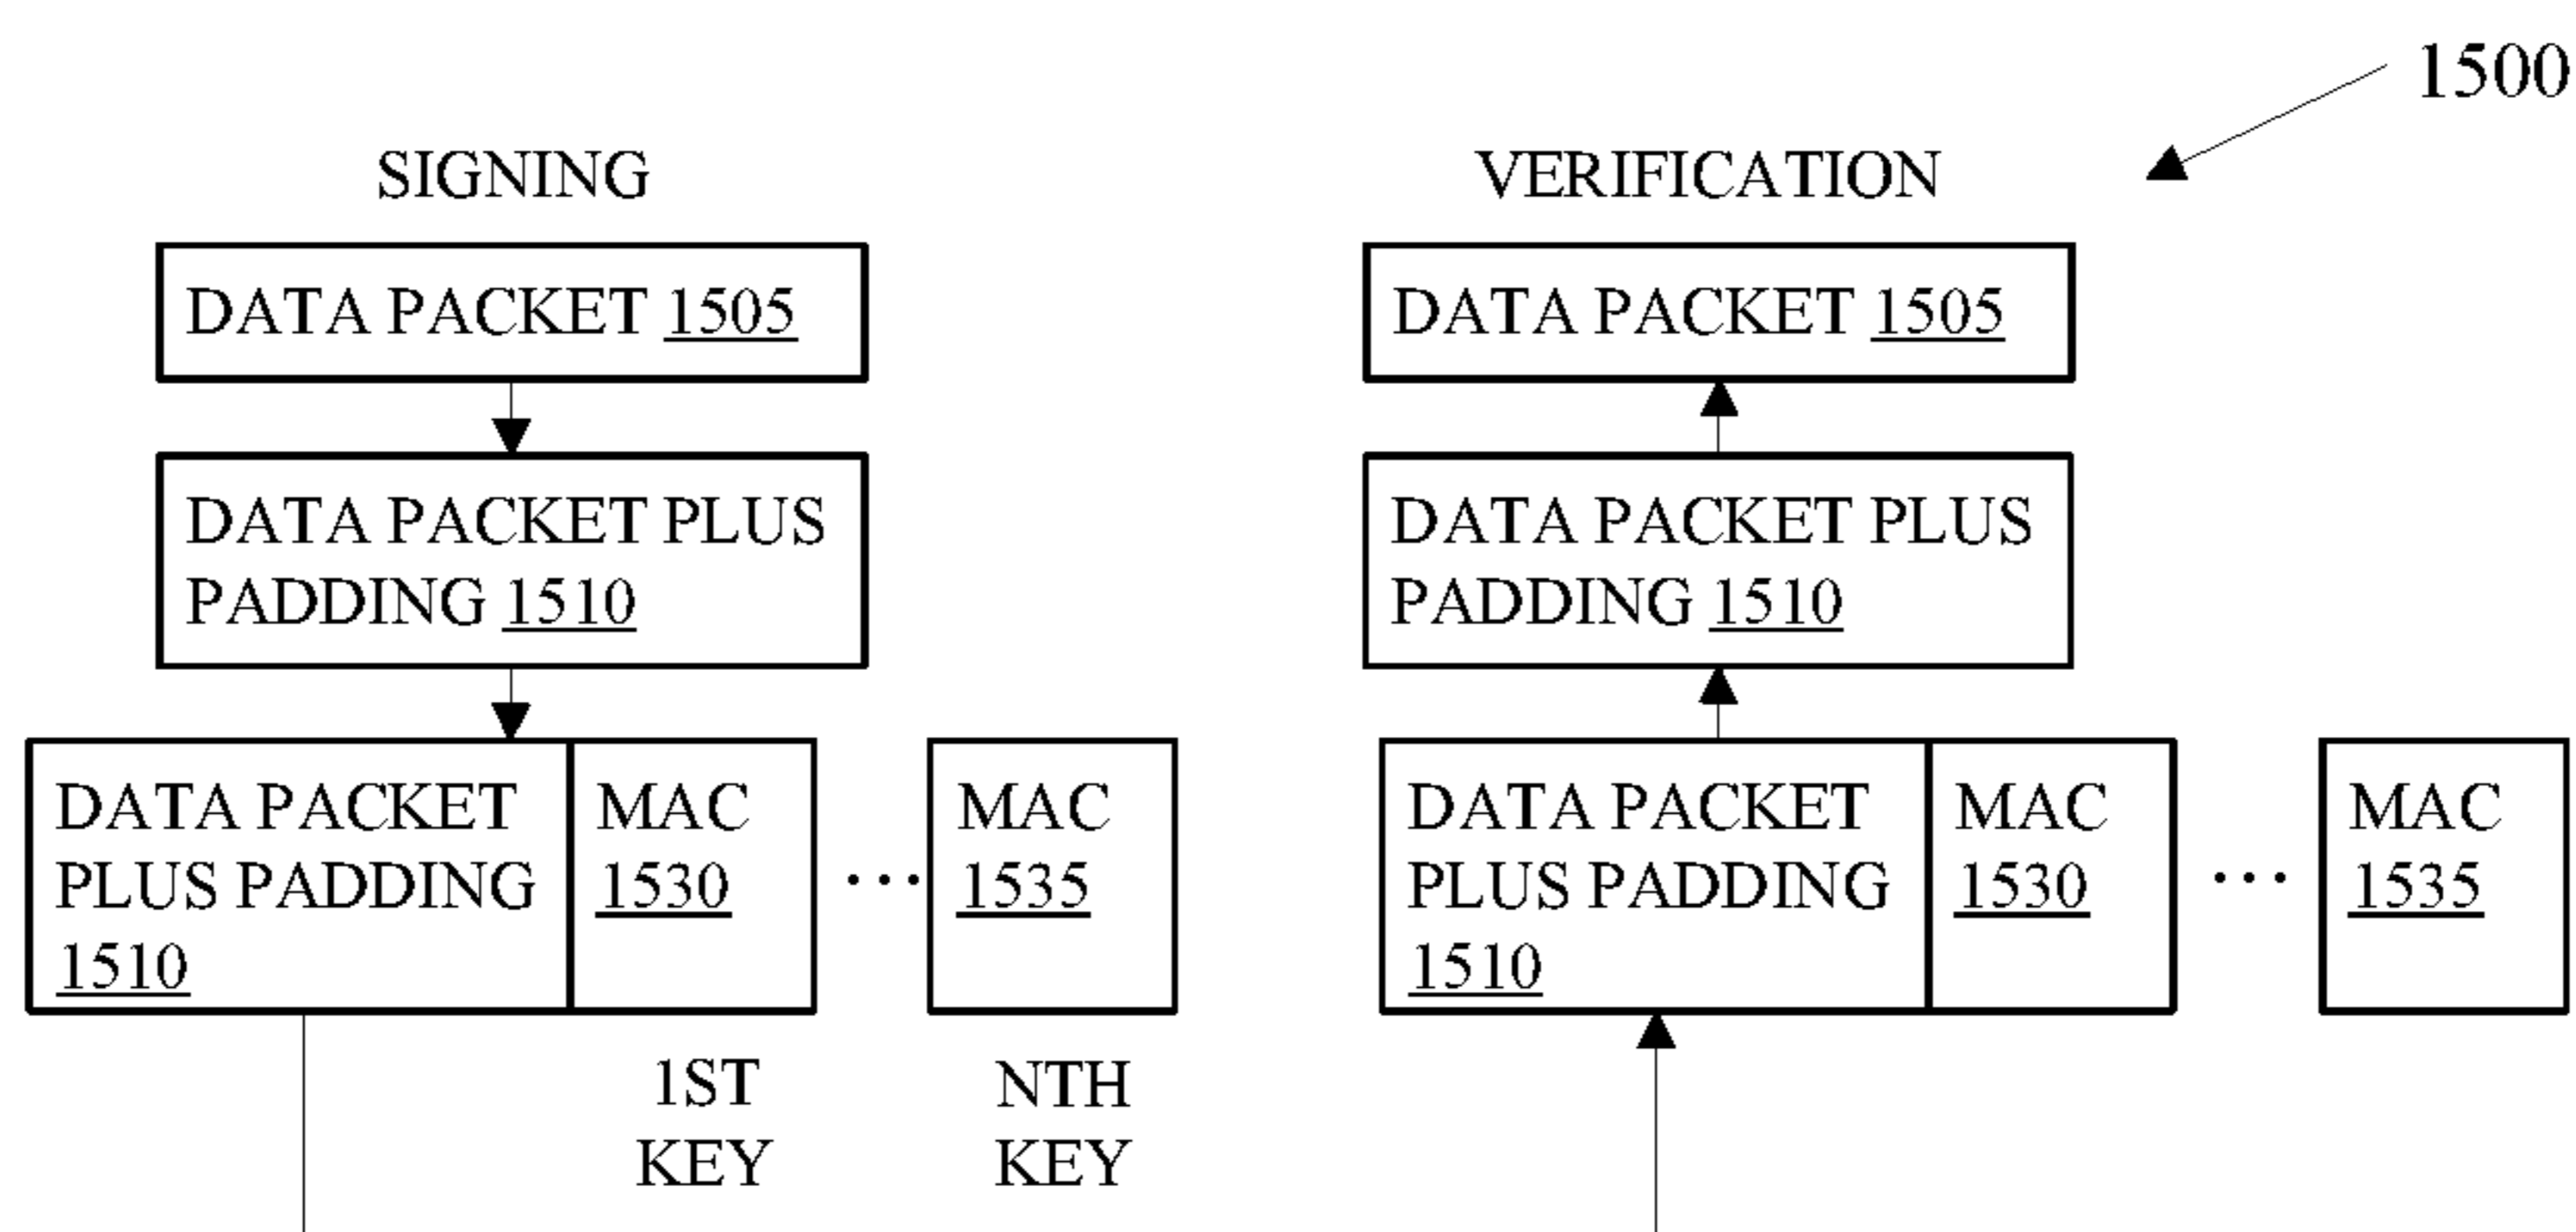 1500
SIGNING
DATA PACKET 1505
DATA PACKET PLUS
PADDING 1510
DATA PACKET
PLUS PADDING
1510
MAC
1530
...
MAC
1535
1ST
KEY
NTH
KEY
VERIFICATION
DATA PACKET 1505
DATA PACKET PLUS
PADDING 1510
DATA PACKET
PLUS PADDING
1510
MAC
1530
...
MAC
1535